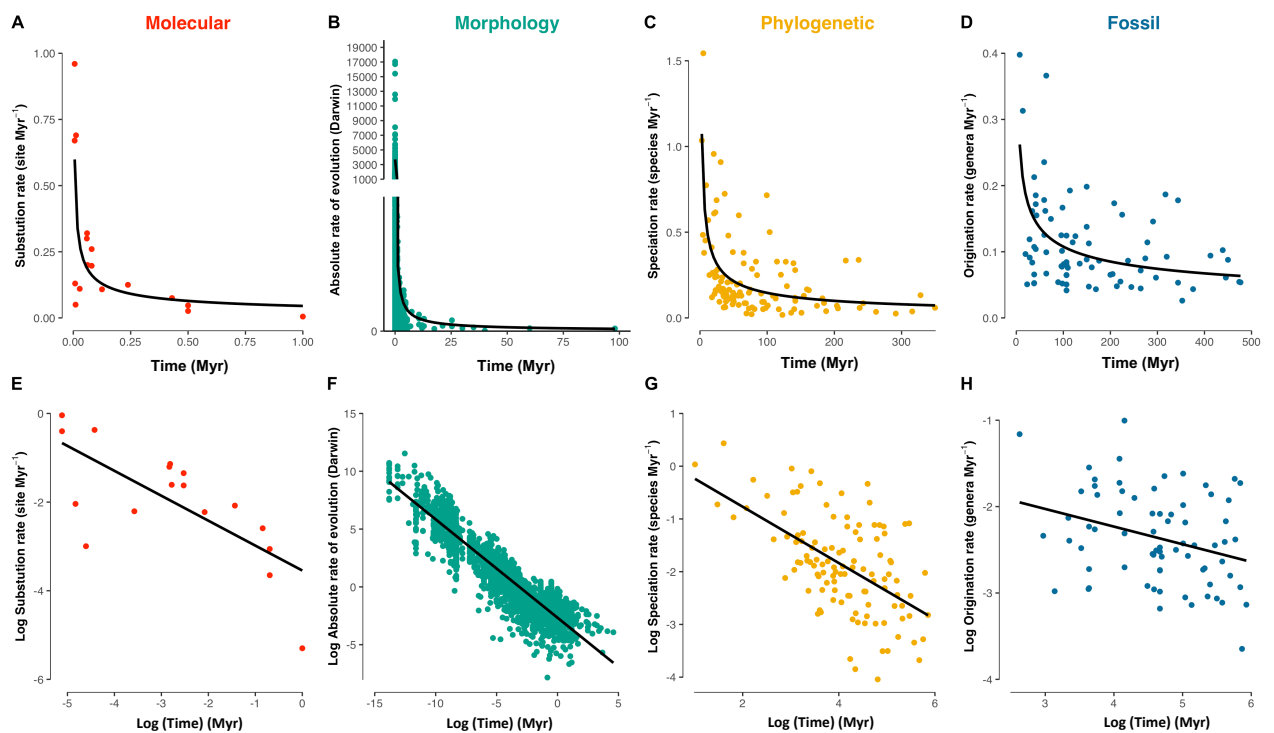 A Molecular
B Morphology
C Phylogenetic
D Fossil
Substution rate (site Myr⁻¹)
1.00
0.75
0.50
0.25
0.00
0.00 0.25 0.50 0.75 1.00
Time (Myr)
Absolute rate of evolution (Darwin)
19000
17000
15000
13000
11000
9000
7000
5000
3000
1000
0
0 25 50 75 100
Time (Myr)
Speciation rate (species Myr⁻¹)
1.5
1.0
0.5
0.0
0 100 200 300
Time (Myr)
Origination rate (genera Myr⁻¹)
0.4
0.3
0.2
0.1
0.0
0 100 200 300 400 500
Time (Myr)
E
Log Substution rate (site Myr⁻¹)
0
-2
-4
-6
-5 -4 -3 -2 -1 0
Log (Time) (Myr)
F
Log Absolute rate of evolution (Darwin)
15
10
5
0
-5
-15 -10 -5 0 5
Log (Time) (Myr)
G
Log Speciation rate (species Myr⁻¹)
1
0
-1
-2
-3
-4
2 4 6
Log (Time) (Myr)
H
Log Origination rate (genera Myr⁻¹)
-1
-2
-3
-4
3 4 5 6
Log (Time) (Myr)